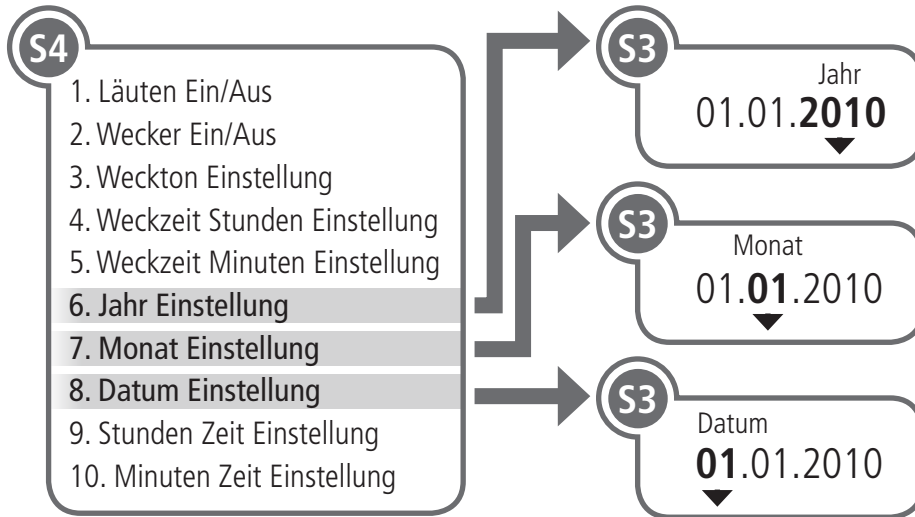 S4
1. Läuten Ein/Aus
2. Wecker Ein/Aus
3. Weckton Einstellung
4. Weckzeit Stunden Einstellung
5. Weckzeit Minuten Einstellung
6. Jahr Einstellung
7. Monat Einstellung
8. Datum Einstellung
9. Stunden Zeit Einstellung
10. Minuten Zeit Einstellung
S3
Jahr
01.01.2010
S3
Monat
01.01.2010
S3
Datum
01.01.2010